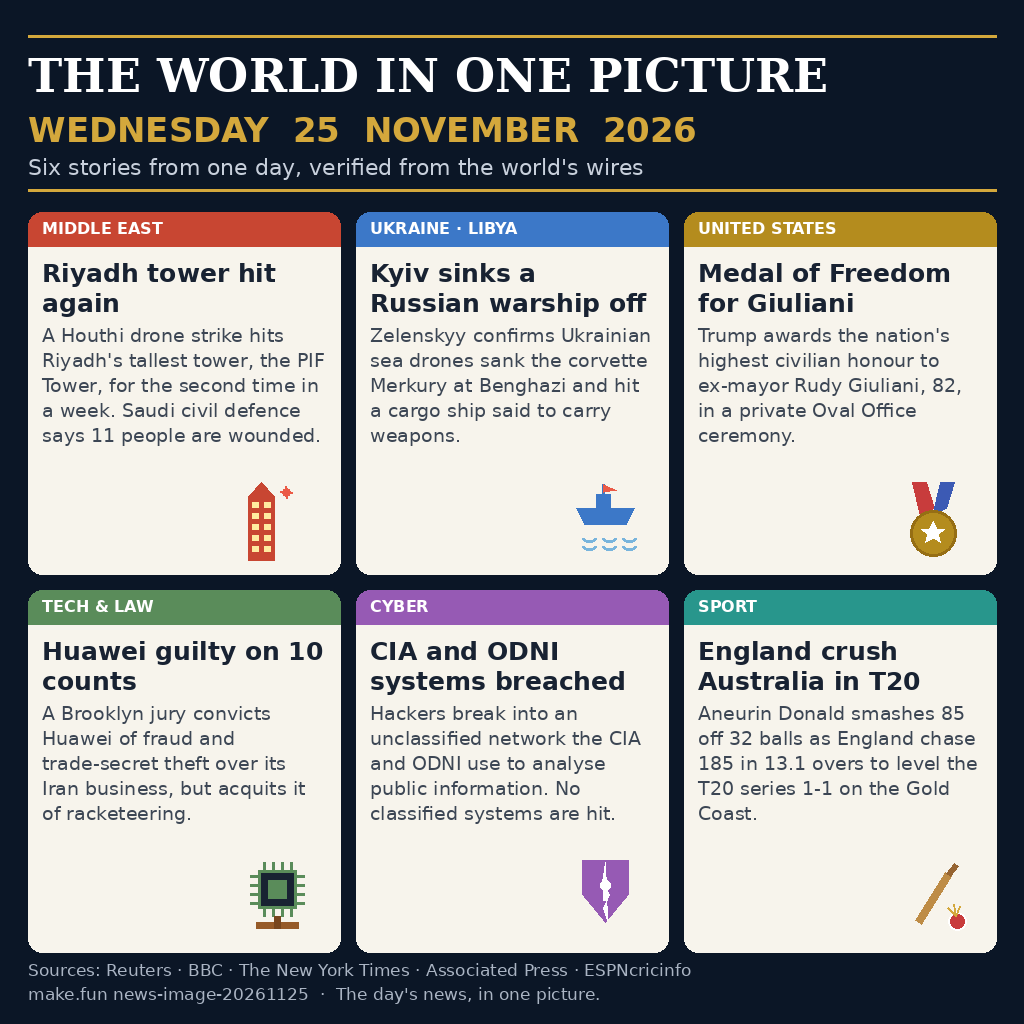 THE WORLD IN ONE PICTURE
WEDNESDAY 25 NOVEMBER 2026
Six stories from one day, verified from the world's wires
MIDDLE EAST
Riyadh tower hit
again
A Houthi drone strike hits
Riyadh's tallest tower, the PIF
Tower, for the second time in
a week. Saudi civil defence
says 11 people are wounded.
UKRAINE · LIBYA
Kyiv sinks a
Russian warship off
Zelenskyy confirms Ukrainian
sea drones sank the corvette
Merkury at Benghazi and hit
a cargo ship said to carry
weapons.
UNITED STATES
Medal of Freedom
for Giuliani
Trump awards the nation's
highest civilian honour to
ex-mayor Rudy Giuliani, 82,
in a private Oval Office
ceremony.
TECH & LAW
Huawei guilty on 10
counts
A Brooklyn jury convicts
Huawei of fraud and
trade-secret theft over its
Iran business, but acquits it
of racketeering.
CYBER
CIA and ODNI
systems breached
Hackers break into an
unclassified network the CIA
and ODNI use to analyse
public information. No
classified systems are hit.
SPORT
England crush
Australia in T20
Aneurin Donald smashes 85
off 32 balls as England chase
185 in 13.1 overs to level the
T20 series 1-1 on the Gold
Coast.
Sources: Reuters · BBC · The New York Times · Associated Press · ESPNcricinfo
make.fun news-image-20261125 · The day's news, in one picture.